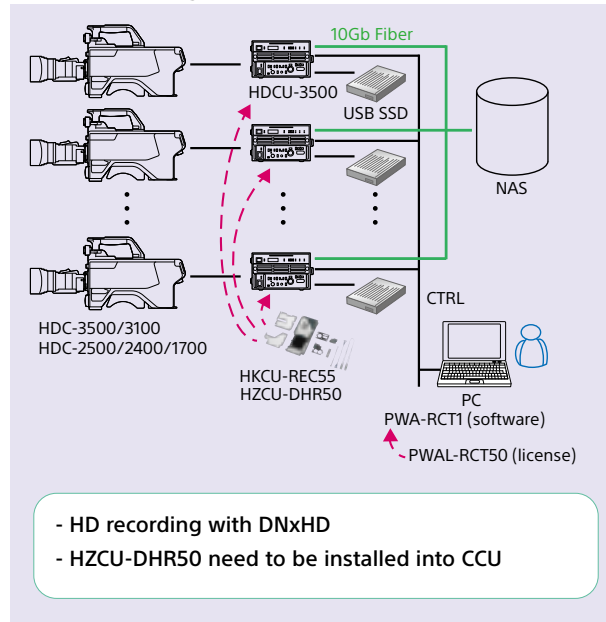 10Gb Fiber
HDCU-3500
USB SSD
NAS
CTRL
HDC-3500/3100
HDC-2500/2400/1700
HKCU-REC55
HZCU-DHR50
PC
PWA-RCT1 (software)
PWAL-RCT50 (license)
- HD recording with DNxHD
- HZCU-DHR50 need to be installed into CCU